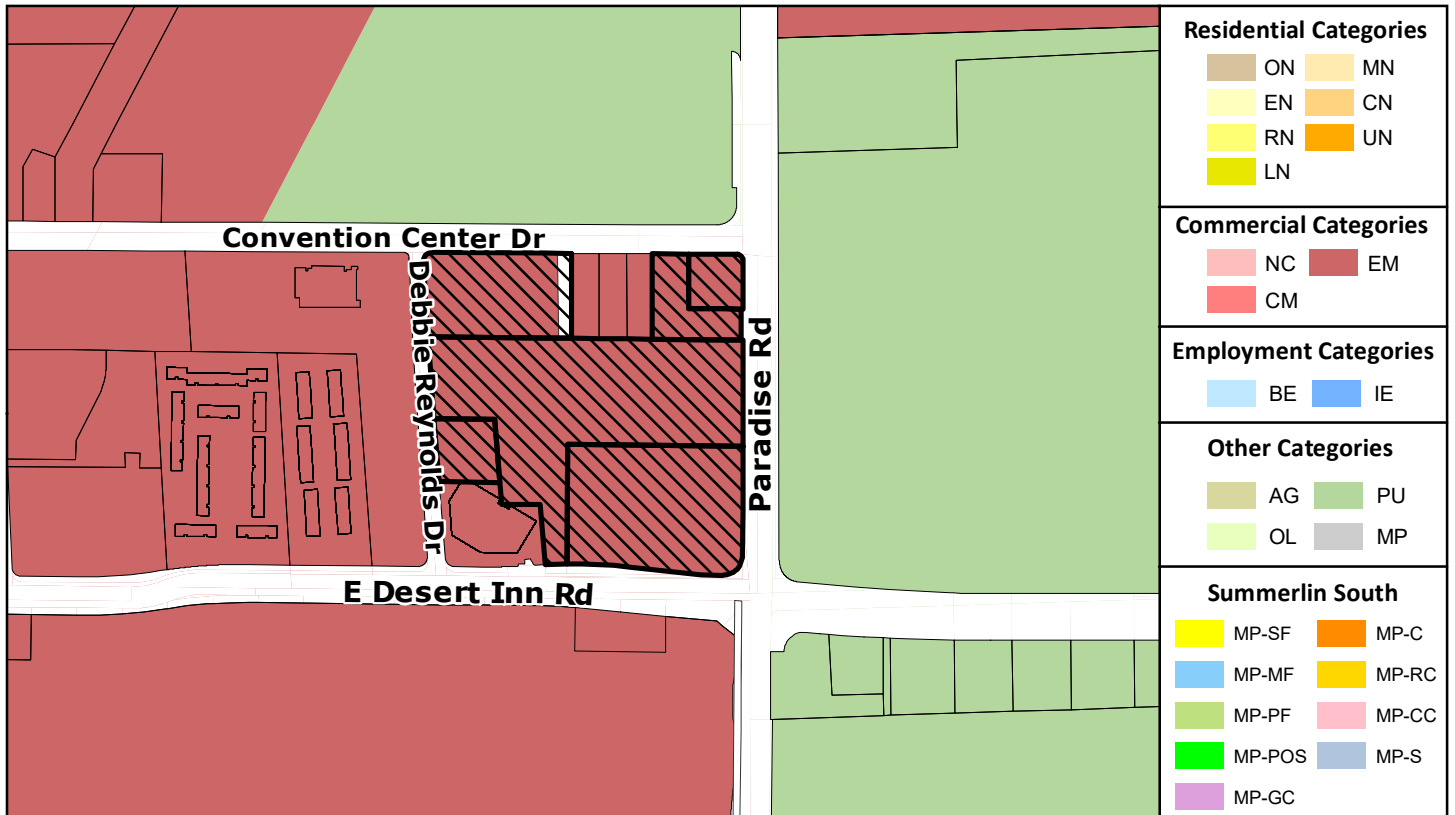 Convention Center Dr
Debbie Reynolds Dr
Paradise Rd
E Desert Inn Rd
Residential Categories
ON MN
EN CN
RN UN
LN
Commercial Categories
NC EM
CM
Employment Categories
BE IE
Other Categories
AG PU
OL MP
Summerlin South
MP-SF MP-C
MP-MF MP-RC
MP-PF MP-CC
MP-POS MP-S
MP-GC